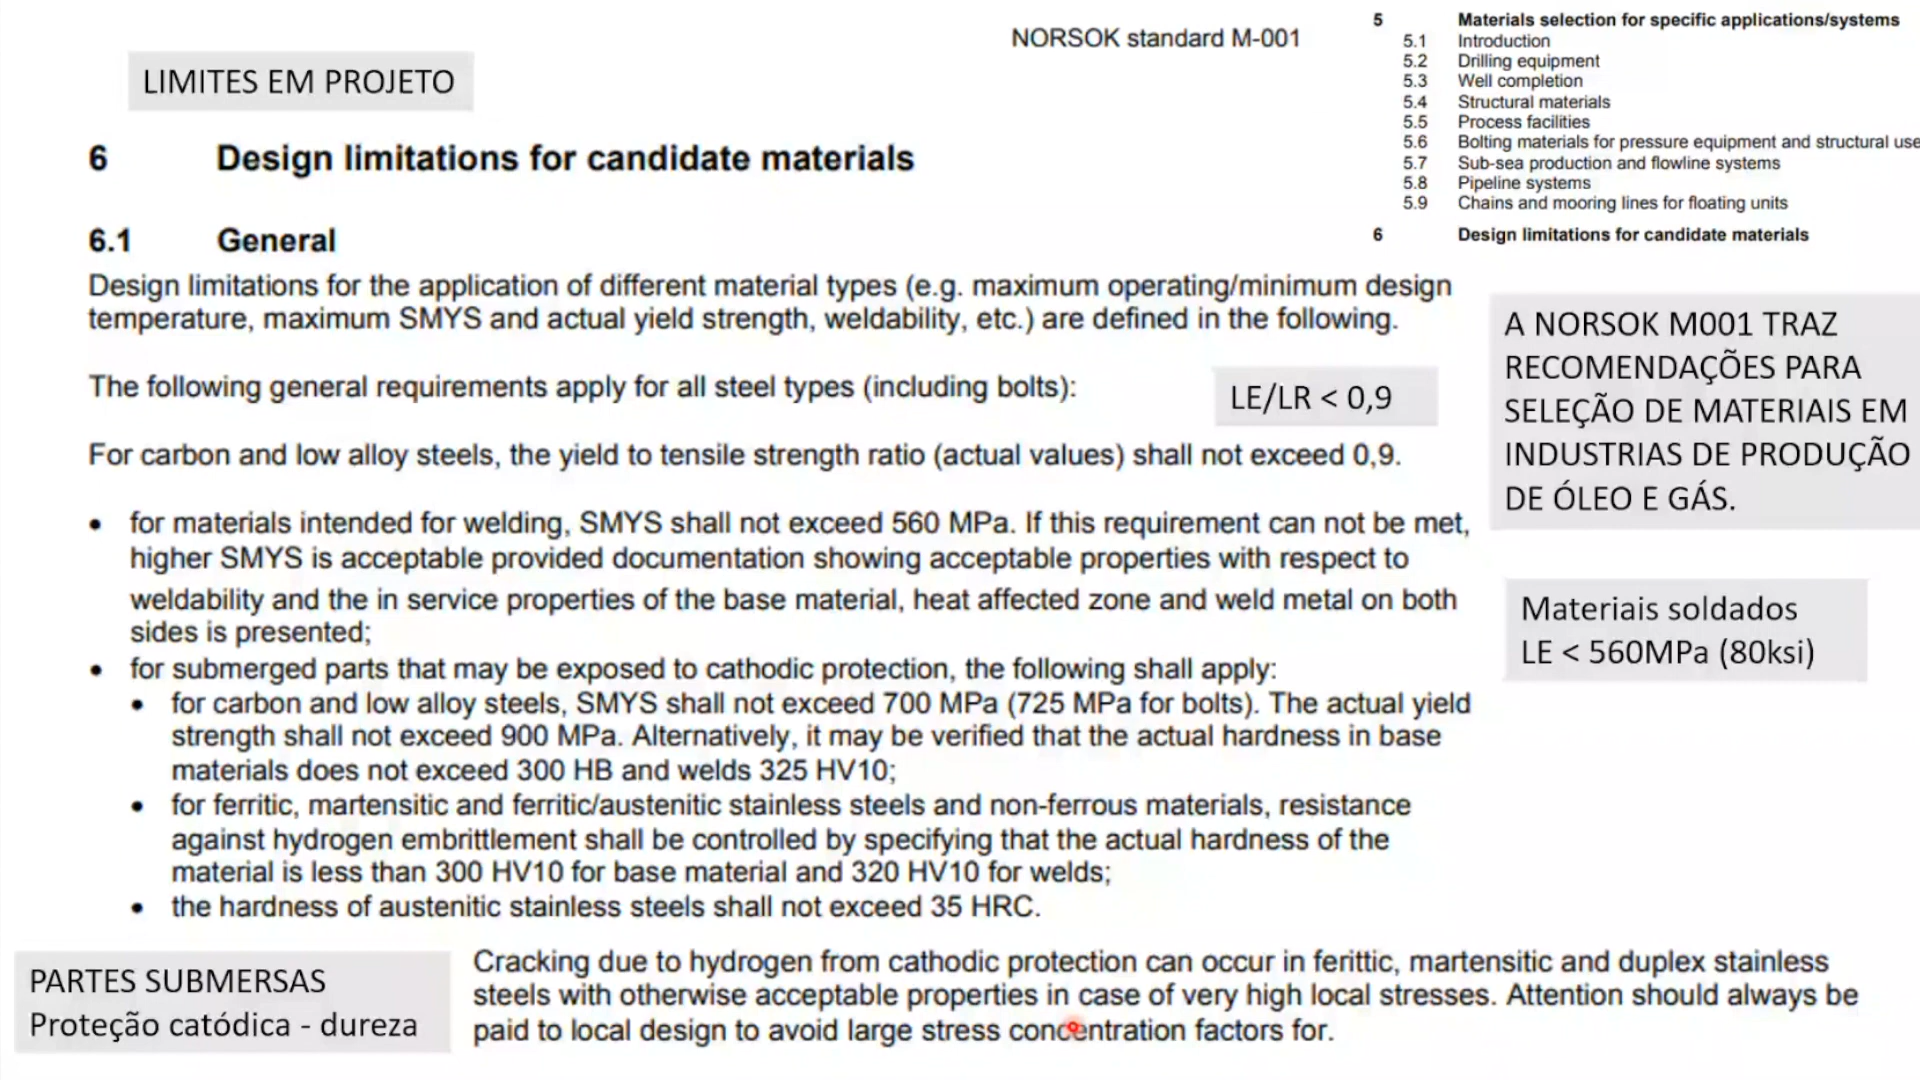 NORSOK standard M-001
LIMITES EM PROJETO
5 Materials selection for specific applications/systems
5.1 Introduction
5.2 Drilling equipment
5.3 Well completion
5.4 Structural materials
5.5 Process facilities
5.6 Bolting materials for pressure equipment and structural use
5.7 Sub-sea production and flowline systems
5.8 Pipeline systems
5.9 Chains and mooring lines for floating units
6 Design limitations for candidate materials
6 Design limitations for candidate materials
6.1 General
Design limitations for the application of different material types (e.g. maximum operating/minimum design
temperature, maximum SMYS and actual yield strength, weldability, etc.) are defined in the following.
The following general requirements apply for all steel types (including bolts):
LE/LR < 0,9
For carbon and low alloy steels, the yield to tensile strength ratio (actual values) shall not exceed 0,9.
• for materials intended for welding, SMYS shall not exceed 560 MPa. If this requirement can not be met,
higher SMYS is acceptable provided documentation showing acceptable properties with respect to
weldability and the in service properties of the base material, heat affected zone and weld metal on both
sides is presented;
• for submerged parts that may be exposed to cathodic protection, the following shall apply:
• for carbon and low alloy steels, SMYS shall not exceed 700 MPa (725 MPa for bolts). The actual yield
strength shall not exceed 900 MPa. Alternatively, it may be verified that the actual hardness in base
materials does not exceed 300 HB and welds 325 HV10;
• for ferritic, martensitic and ferritic/austenitic stainless steels and non-ferrous materials, resistance
against hydrogen embrittlement shall be controlled by specifying that the actual hardness of the
material is less than 300 HV10 for base material and 320 HV10 for welds;
• the hardness of austenitic stainless steels shall not exceed 35 HRC.
A NORSOK M001 TRAZ
RECOMENDAÇÕES PARA
SELEÇÃO DE MATERIAIS EM
INDUSTRIAS DE PRODUÇÃO
DE ÓLEO E GÁS.
Materiais soldados
LE < 560MPa (80ksi)
PARTES SUBMERSAS
Proteção catódica - dureza
Cracking due to hydrogen from cathodic protection can occur in ferittic, martensitic and duplex stainless
steels with otherwise acceptable properties in case of very high local stresses. Attention should always be
paid to local design to avoid large stress concentration factors for.